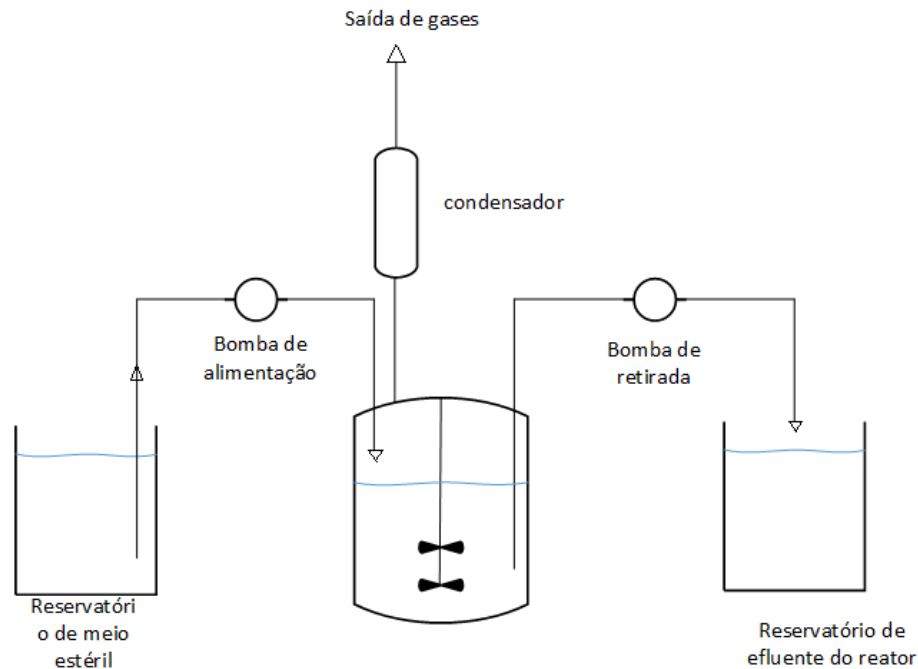 Saída de gases
condensador
Bomba de
alimentação
Bomba de
retirada
Reservatóri
o de meio
estéril
Reservatório de
efluente do reator